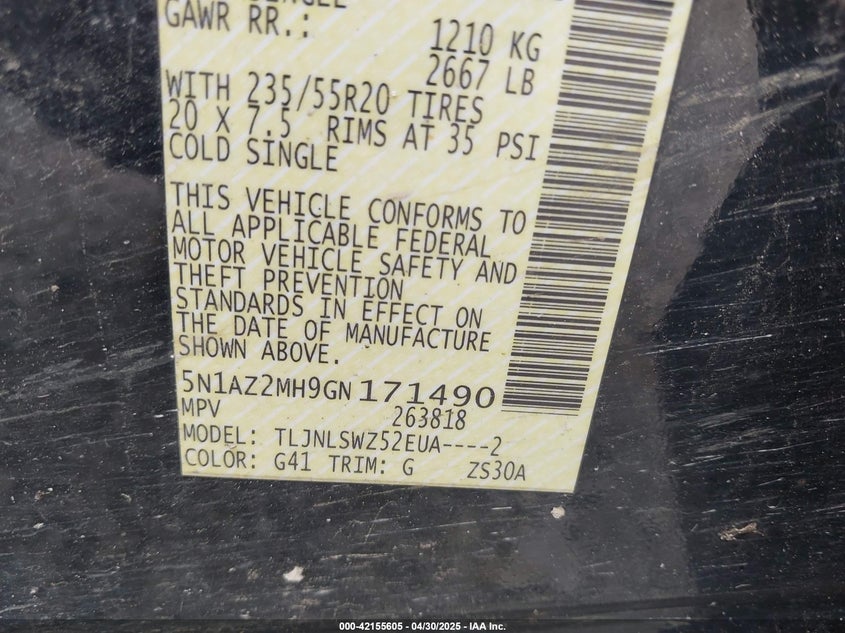 GAWR RR.:
1210 KG
2667 LB
WITH 235/55R20 TIRES
20 X 7.5 RIMS AT 35 PSI
COLD SINGLE
THIS VEHICLE CONFORMS TO
ALL APPLICABLE FEDERAL
MOTOR VEHICLE SAFETY AND
THEFT PREVENTION
STANDARDS IN EFFECT ON
THE DATE OF MANUFACTURE
SHOWN ABOVE.
5N1AZ2MH9GN171490
MPV 263818
MODEL: TLJNLSWZ52EUA----2
COLOR: G41 TRIM: G ZS30A
000-42155605 - 04/30/2025 - IAA Inc.